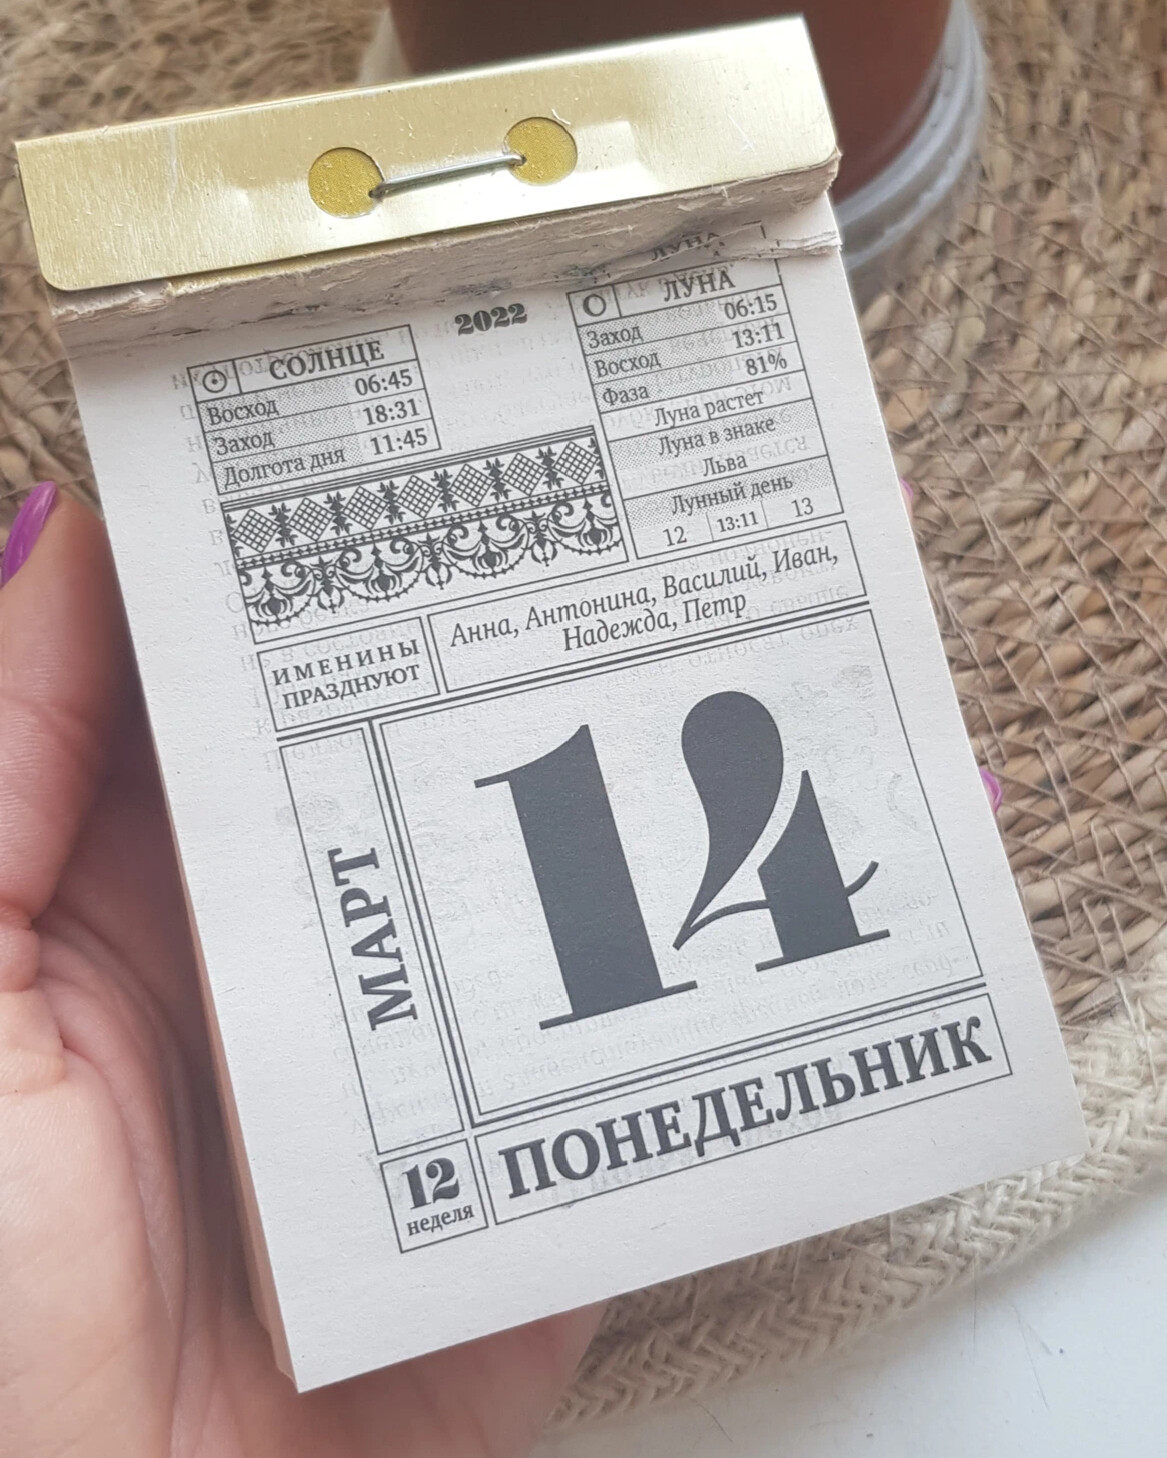 ЛУНА
2022
СОЛНЦЕ
Восход 06:45
Заход 18:31
Долгота дня 11:45
ЛУНА
Заход 06:15
Восход 13:11
Фаза 81%
Луна растет
Луна в знаке
Льва
Лунный день
12 13:11 13
ИМЕНИНЫ
ПРАЗДНУЮТ
Анна, Антонина, Василий, Иван,
Надежда, Петр
МАРТ
14
12
неделя
ПОНЕДЕЛЬНИК